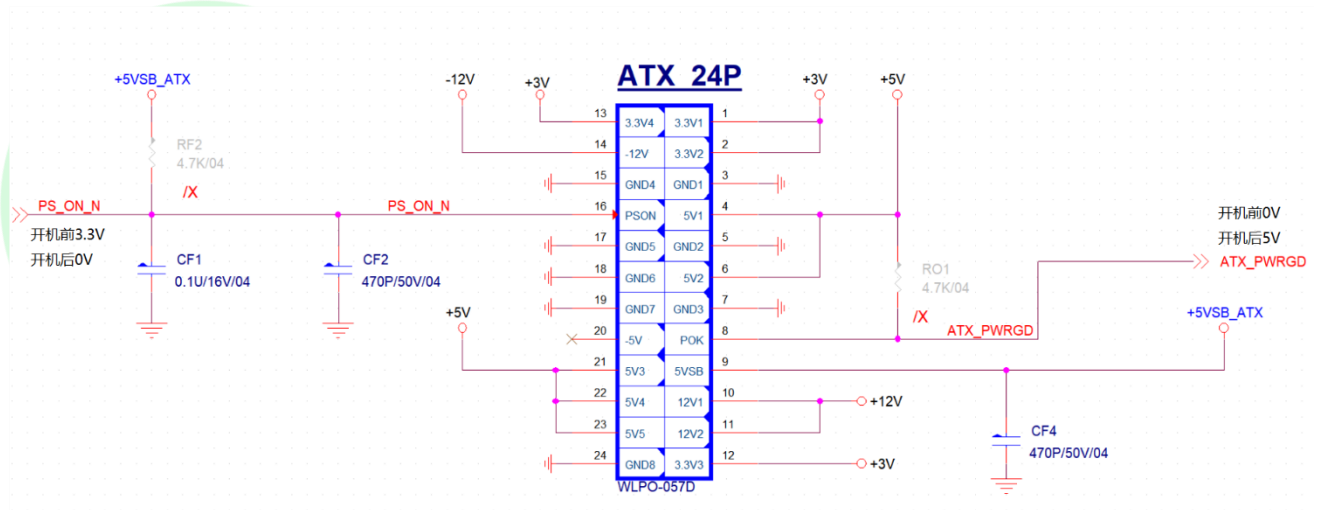 ATX 24P
+5VSB_ATX
-12V
+3V
+3V
+5V
RF2
4.7K/04
/X
PS_ON_N
PS_ON_N
开机前3.3V
开机后0V
CF1
0.1U/16V/04
CF2
470P/50V/04
+5V
13 3.3V4 3.3V1 1
14 -12V 3.3V2 2
15 GND4 GND1 3
16 PSON 5V1 4
17 GND5 GND2 5
18 GND6 5V2 6
19 GND7 GND3 7
20 -5V POK 8
21 5V3 5VSB 9
22 5V4 12V1 10
23 5V5 12V2 11
24 GND8 3.3V3 12
WLPO-057D
RO1
4.7K/04
/X
ATX_PWRGD
开机前0V
开机后5V
ATX_PWRGD
+5VSB_ATX
+12V
CF4
470P/50V/04
+3V